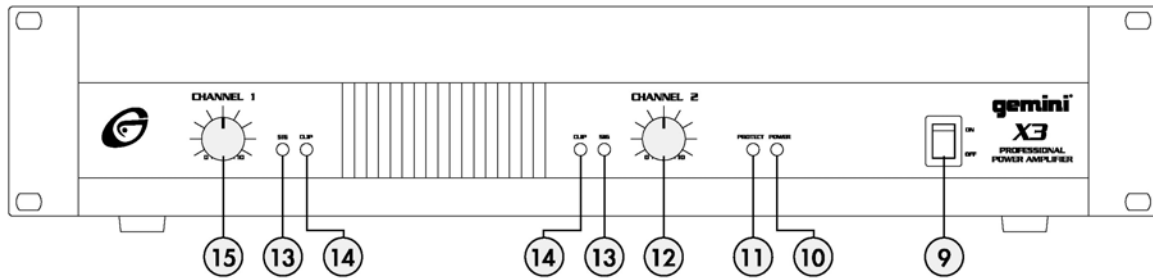 CHANNEL 1
0 10
SIG CLIP
CHANNEL 2
CLIP SIG
0 10
PROTECT POWER
ON
OFF
gemini
X3
PROFESSIONAL
POWER AMPLIFIER
15 13 14 14 13 12 11 10 9